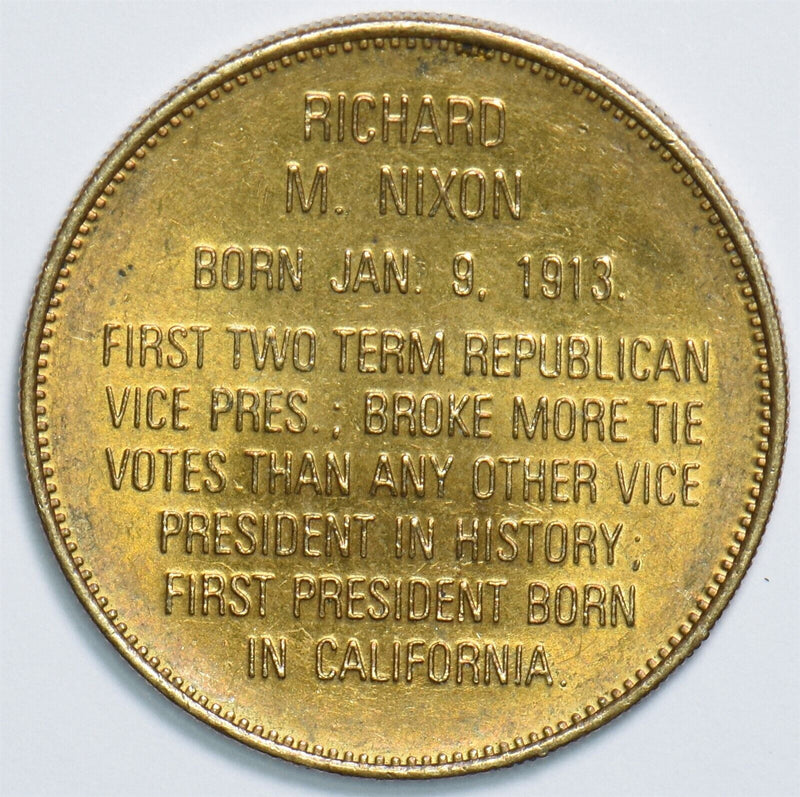 RICHARD
M. NIXON
BORN JAN. 9, 1913.
FIRST TWO TERM REPUBLICAN
VICE PRES.; BROKE MORE TIE
VOTES THAN ANY OTHER VICE
PRESIDENT IN HISTORY;
FIRST PRESIDENT BORN
IN CALIFORNIA.